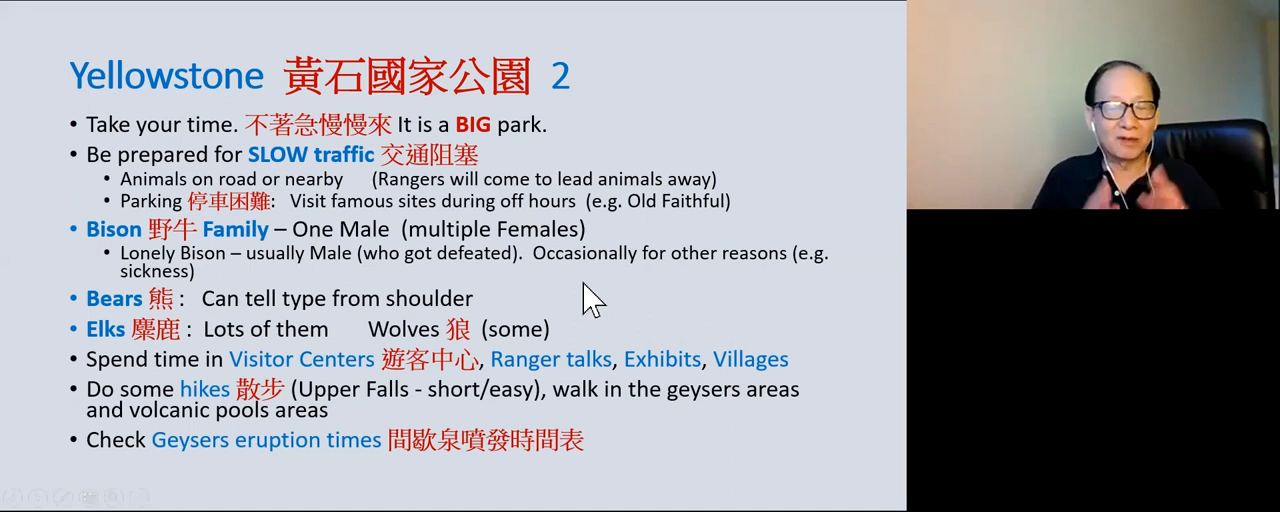 Yellowstone 黃石國家公園 2
• Take your time. 不著急慢慢來 It is a BIG park.
• Be prepared for SLOW traffic 交通阻塞
• Animals on road or nearby (Rangers will come to lead animals away)
• Parking 停車困難: Visit famous sites during off hours (e.g. Old Faithful)
• Bison 野牛 Family – One Male (multiple Females)
• Lonely Bison – usually Male (who got defeated). Occasionally for other reasons (e.g.
sickness)
• Bears 熊 : Can tell type from shoulder
• Elks 麋鹿 : Lots of them Wolves 狼 (some)
• Spend time in Visitor Centers 遊客中心, Ranger talks, Exhibits, Villages
• Do some hikes 散步 (Upper Falls - short/easy), walk in the geysers areas
and volcanic pools areas
• Check Geysers eruption times 間歇泉噴發時間表